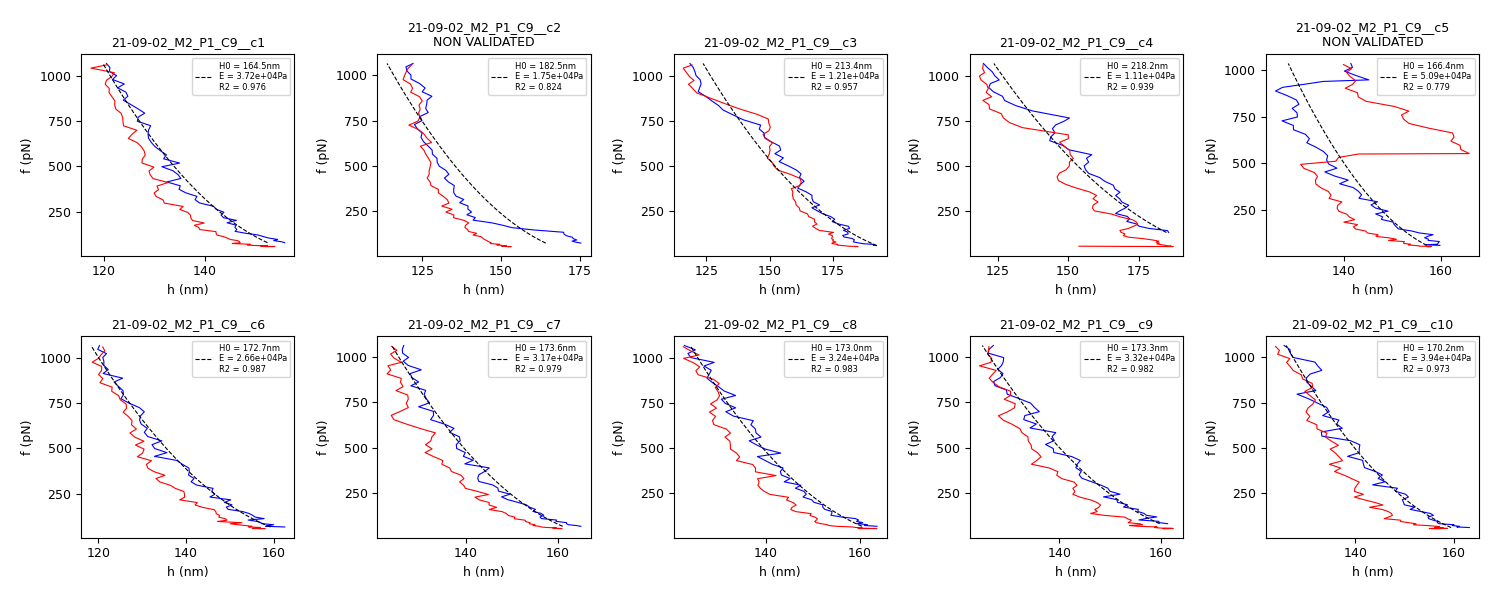 21-09-02_M2_P1_C9__c1
H0 = 164.5nm
E = 3.72e+04Pa
R2 = 0.976
1000
750
500
250
f (pN)
120 140
h (nm)
21-09-02_M2_P1_C9__c2
NON VALIDATED
H0 = 182.5nm
E = 1.75e+04Pa
R2 = 0.824
1000
750
500
250
f (pN)
125 150 175
h (nm)
21-09-02_M2_P1_C9__c3
H0 = 213.4nm
E = 1.21e+04Pa
R2 = 0.957
1000
750
500
250
f (pN)
125 150 175
h (nm)
21-09-02_M2_P1_C9__c4
H0 = 218.2nm
E = 1.11e+04Pa
R2 = 0.939
1000
750
500
250
f (pN)
125 150 175
h (nm)
21-09-02_M2_P1_C9__c5
NON VALIDATED
H0 = 166.4nm
E = 5.09e+04Pa
R2 = 0.779
1000
750
500
250
f (pN)
140 160
h (nm)
21-09-02_M2_P1_C9__c6
H0 = 172.7nm
E = 2.66e+04Pa
R2 = 0.987
1000
750
500
250
f (pN)
120 140 160
h (nm)
21-09-02_M2_P1_C9__c7
H0 = 173.6nm
E = 3.17e+04Pa
R2 = 0.979
1000
750
500
250
f (pN)
140 160
h (nm)
21-09-02_M2_P1_C9__c8
H0 = 173.0nm
E = 3.24e+04Pa
R2 = 0.983
1000
750
500
250
f (pN)
140 160
h (nm)
21-09-02_M2_P1_C9__c9
H0 = 173.3nm
E = 3.32e+04Pa
R2 = 0.982
1000
750
500
250
f (pN)
140 160
h (nm)
21-09-02_M2_P1_C9__c10
H0 = 170.2nm
E = 3.94e+04Pa
R2 = 0.973
1000
750
500
250
f (pN)
140 160
h (nm)